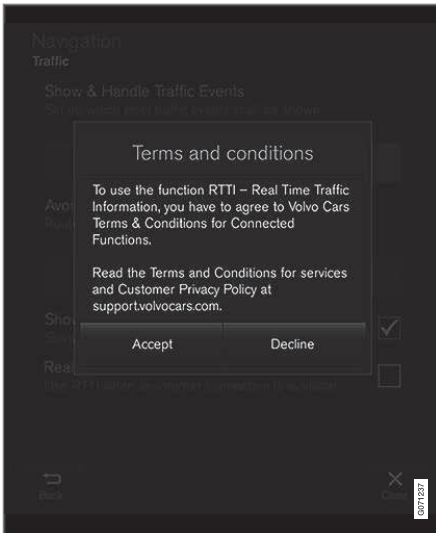 Navigation
Traffic
Show & Handle Traffic Events
Terms and conditions
To use the function RTTI – Real Time Traffic
Information, you have to agree to Volvo Cars
Terms & Conditions for Connected
Functions.
Read the Terms and Conditions for services
and Customer Privacy Policy at
support.volvocars.com.
Accept
Decline
Back
Close
G071237